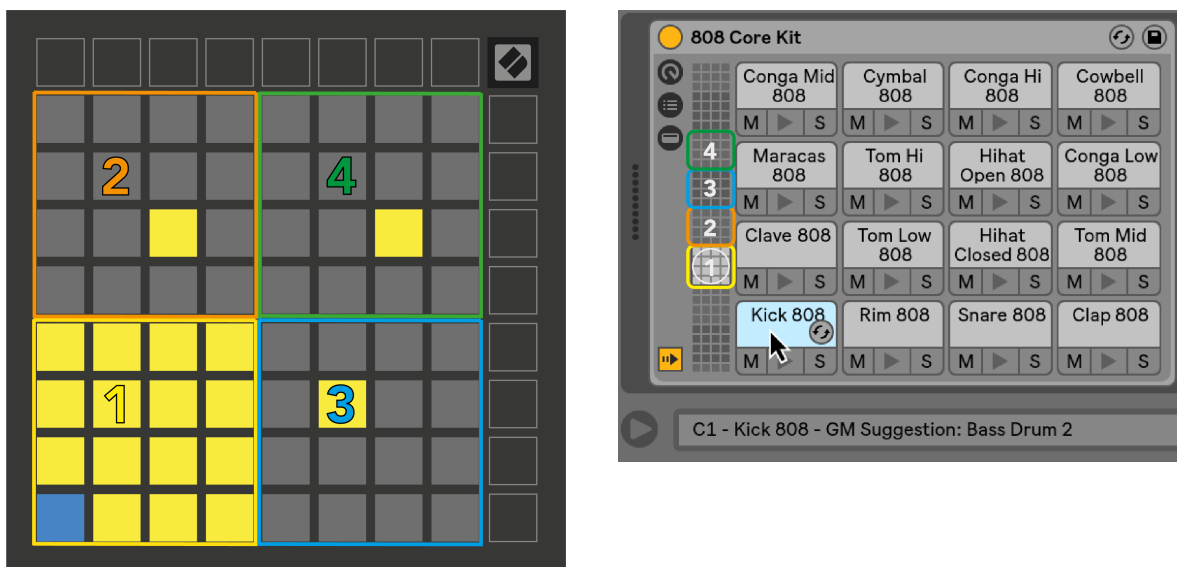 2
4
1
3
808 Core Kit
4
3
2
1
Conga Mid
808
M S
Cymbal
808
M S
Conga Hi
808
M S
Cowbell
808
M S
Maracas
808
M S
Tom Hi
808
M S
Hihat
Open 808
M S
Conga Low
808
M S
Clave 808
M S
Tom Low
808
M S
Hihat
Closed 808
M S
Tom Mid
808
M S
Kick 808
M S
Rim 808
M S
Snare 808
M S
Clap 808
M S
C1 - Kick 808 - GM Suggestion: Bass Drum 2